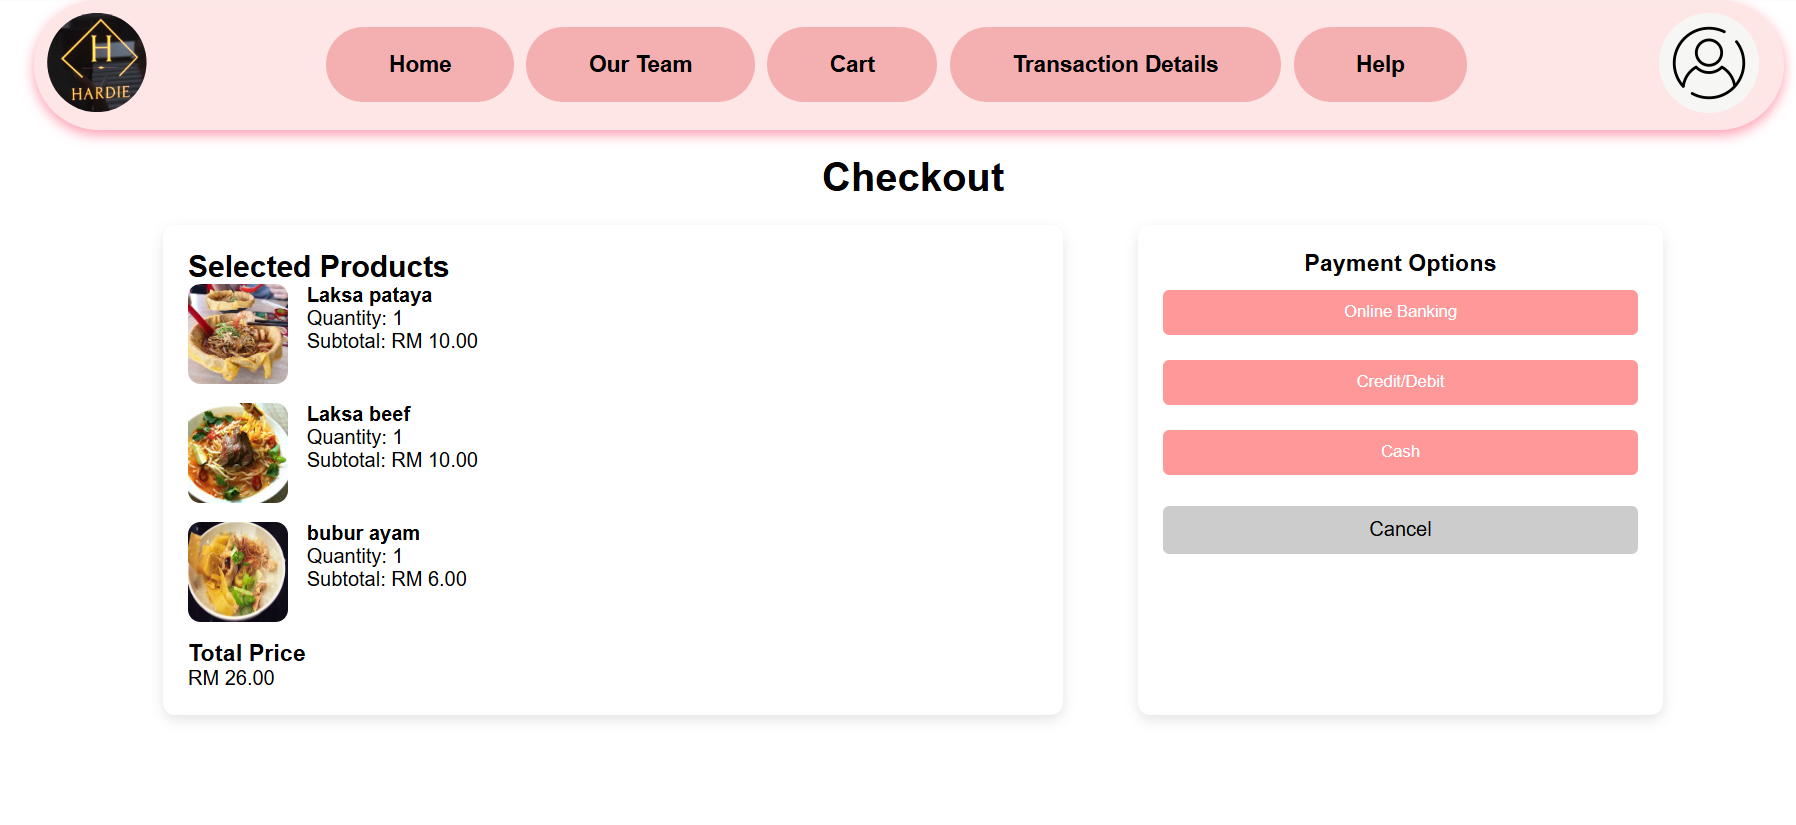 H
HARDIE
Home
Our Team
Cart
Transaction Details
Help
Checkout
Selected Products
Laksa pataya
Quantity: 1
Subtotal: RM 10.00
Laksa beef
Quantity: 1
Subtotal: RM 10.00
bubur ayam
Quantity: 1
Subtotal: RM 6.00
Total Price
RM 26.00
Payment Options
Online Banking
Credit/Debit
Cash
Cancel